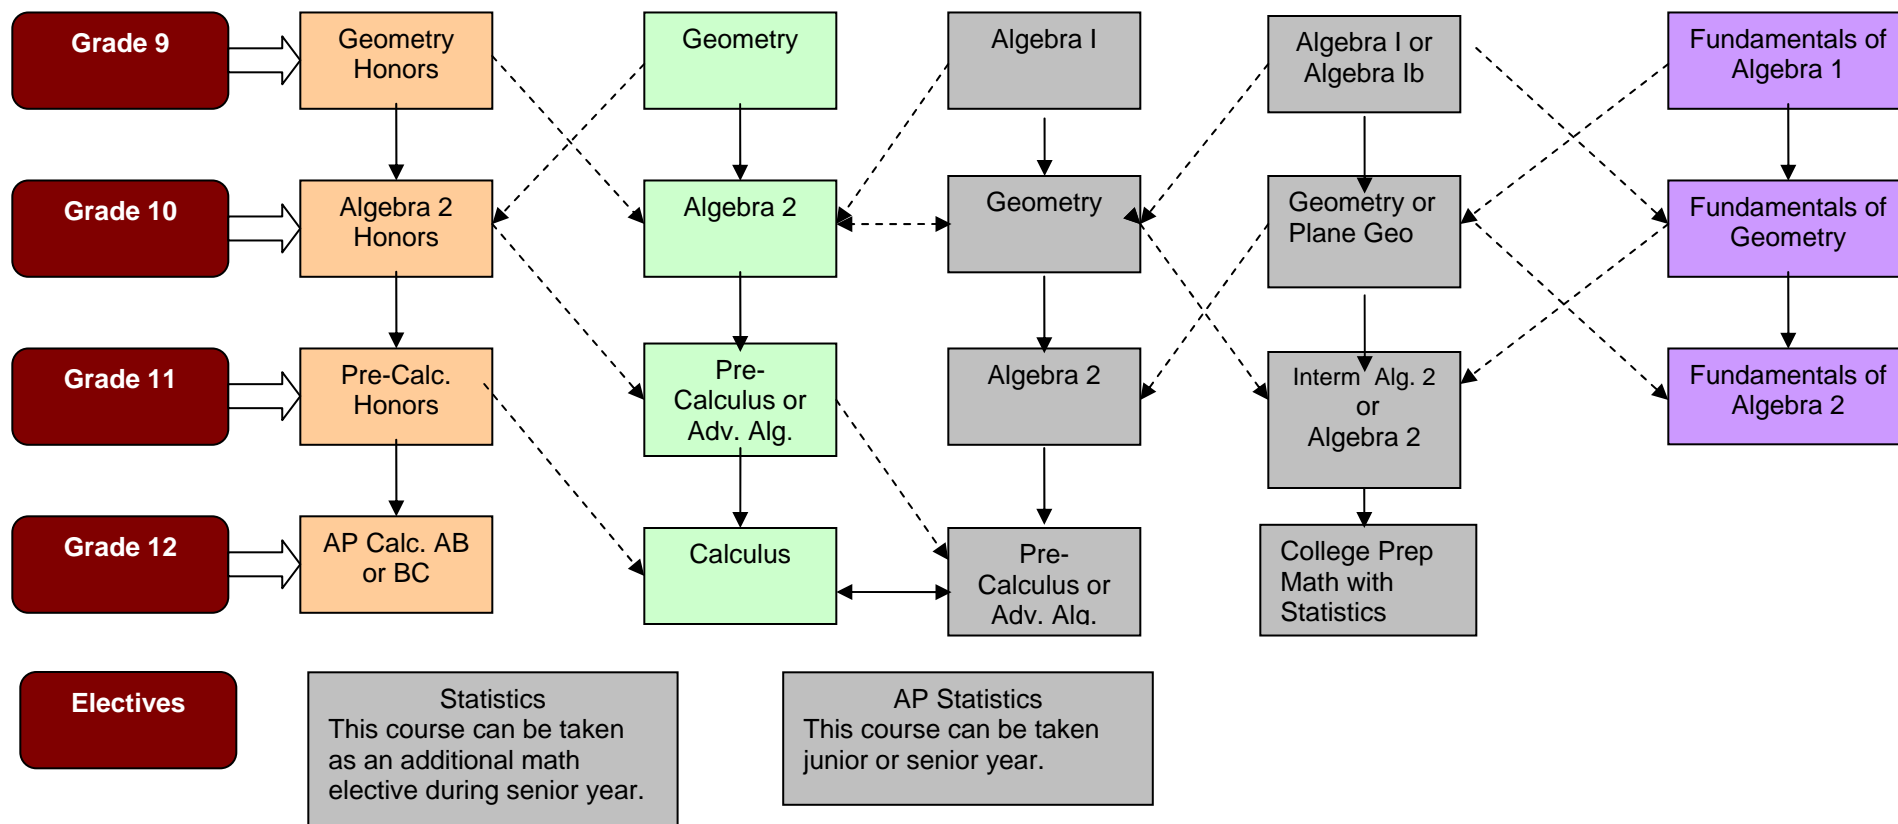 Grade 9
Geometry
Honors
Geometry
Algebra I
Algebra I or
Algebra Ib
Fundamentals of
Algebra 1
Grade 10
Algebra 2
Honors
Algebra 2
Geometry
Geometry or
Plane Geo
Fundamentals of
Geometry
Grade 11
Pre-Calc.
Honors
Pre-
Calculus or
Adv. Alg.
Algebra 2
Interm Alg. 2
or
Algebra 2
Fundamentals of
Algebra 2
Grade 12
AP Calc. AB
or BC
Calculus
Pre-
Calculus or
Adv. Alg.
College Prep
Math with
Statistics
Electives
Statistics
This course can be taken
as an additional math
elective during senior year.
AP Statistics
This course can be taken
junior or senior year.